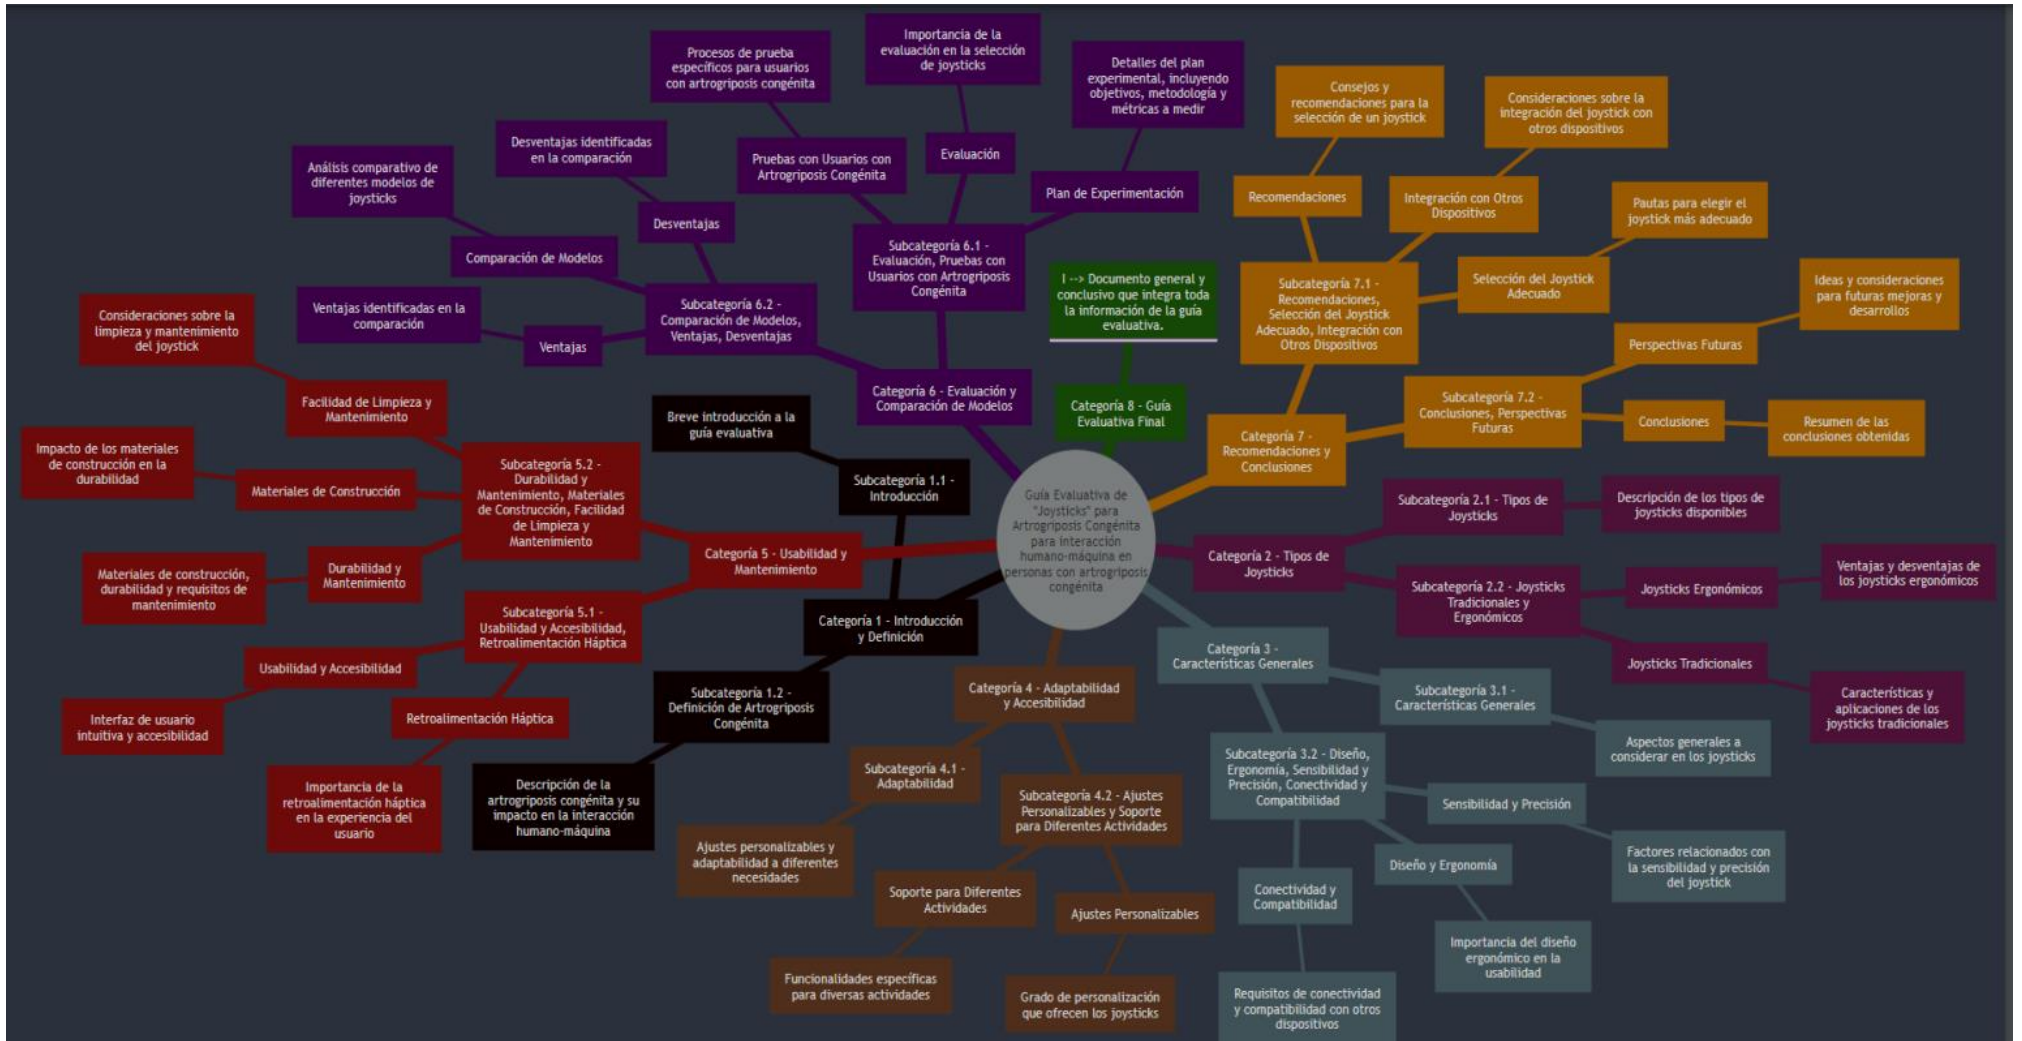 Guía Evaluativa de
"Joysticks" para
Artrogriposis Congénita
para interacción
humano-máquina en
personas con artrogriposis
congénita
Categoría 1 - Introducción
y Definición
Subcategoría 1.1 -
Introducción
Breve introducción a la
guía evaluativa
Subcategoría 1.2 -
Definición de Artrogriposis
Congénita
Descripción de la
artrogriposis congénita y su
impacto en la interacción
humano-máquina
Categoría 2 - Tipos de
Joysticks
Subcategoría 2.1 - Tipos de
Joysticks
Descripción de los tipos de
joysticks disponibles
Subcategoría 2.2 - Joysticks
Tradicionales y
Ergonómicos
Joysticks Ergonómicos
Ventajas y desventajas de
los joysticks ergonómicos
Joysticks Tradicionales
Características y
aplicaciones de los
joysticks tradicionales
Categoría 3 -
Características Generales
Subcategoría 3.1 -
Características Generales
Aspectos generales a
considerar en los joysticks
Subcategoría 3.2 - Diseño,
Ergonomía, Sensibilidad y
Precisión, Conectividad y
Compatibilidad
Sensibilidad y Precisión
Factores relacionados con
la sensibilidad y precisión
del joystick
Diseño y Ergonomía
Importancia del diseño
ergonómico en la
usabilidad
Conectividad y
Compatibilidad
Requisitos de conectividad
y compatibilidad con otros
dispositivos
Categoría 4 - Adaptabilidad
y Accesibilidad
Subcategoría 4.1 -
Adaptabilidad
Ajustes personalizables y
adaptabilidad a diferentes
necesidades
Subcategoría 4.2 - Ajustes
Personalizables y Soporte
para Diferentes Actividades
Soporte para Diferentes
Actividades
Funcionalidades específicas
para diversas actividades
Ajustes Personalizables
Grado de personalización
que ofrecen los joysticks
Categoría 5 - Usabilidad y
Mantenimiento
Subcategoría 5.1 -
Usabilidad y Accesibilidad,
Retroalimentación Háptica
Usabilidad y Accesibilidad
Interfaz de usuario
intuitiva y accesibilidad
Retroalimentación Háptica
Importancia de la
retroalimentación háptica
en la experiencia del
usuario
Subcategoría 5.2 -
Durabilidad y
Mantenimiento, Materiales
de Construcción, Facilidad
de Limpieza y
Mantenimiento
Facilidad de Limpieza y
Mantenimiento
Consideraciones sobre la
limpieza y mantenimiento
del joystick
Materiales de Construcción
Impacto de los materiales
de construcción en la
durabilidad
Durabilidad y
Mantenimiento
Materiales de construcción,
durabilidad y requisitos de
mantenimiento
Categoría 6 - Evaluación y
Comparación de Modelos
Subcategoría 6.1 -
Evaluación, Pruebas con
Usuarios con Artrogriposis
Congénita
Pruebas con Usuarios con
Artrogriposis Congénita
Procesos de prueba
específicos para usuarios
con artrogriposis congénita
Evaluación
Importancia de la
evaluación en la selección
de joysticks
Plan de Experimentación
Detalles del plan
experimental, incluyendo
objetivos, metodología y
métricas a medir
Subcategoría 6.2 -
Comparación de Modelos,
Ventajas, Desventajas
Desventajas
Desventajas identificadas
en la comparación
Comparación de Modelos
Análisis comparativo de
diferentes modelos de
joysticks
Ventajas
Ventajas identificadas en la
comparación
Categoría 7 -
Recomendaciones y
Conclusiones
Subcategoría 7.1 -
Recomendaciones,
Selección del Joystick
Adecuado, Integración con
Otros Dispositivos
Recomendaciones
Consejos y
recomendaciones para la
selección de un joystick
Integración con Otros
Dispositivos
Consideraciones sobre la
integración del joystick con
otros dispositivos
Selección del Joystick
Adecuado
Pautas para elegir el
joystick más adecuado
Subcategoría 7.2 -
Conclusiones, Perspectivas
Futuras
Perspectivas Futuras
Ideas y consideraciones
para futuras mejoras y
desarrollos
Conclusiones
Resumen de las
conclusiones obtenidas
Categoría 8 - Guía
Evaluativa Final
I --> Documento general y
conclusivo que integra toda
la información de la guía
evaluativa.